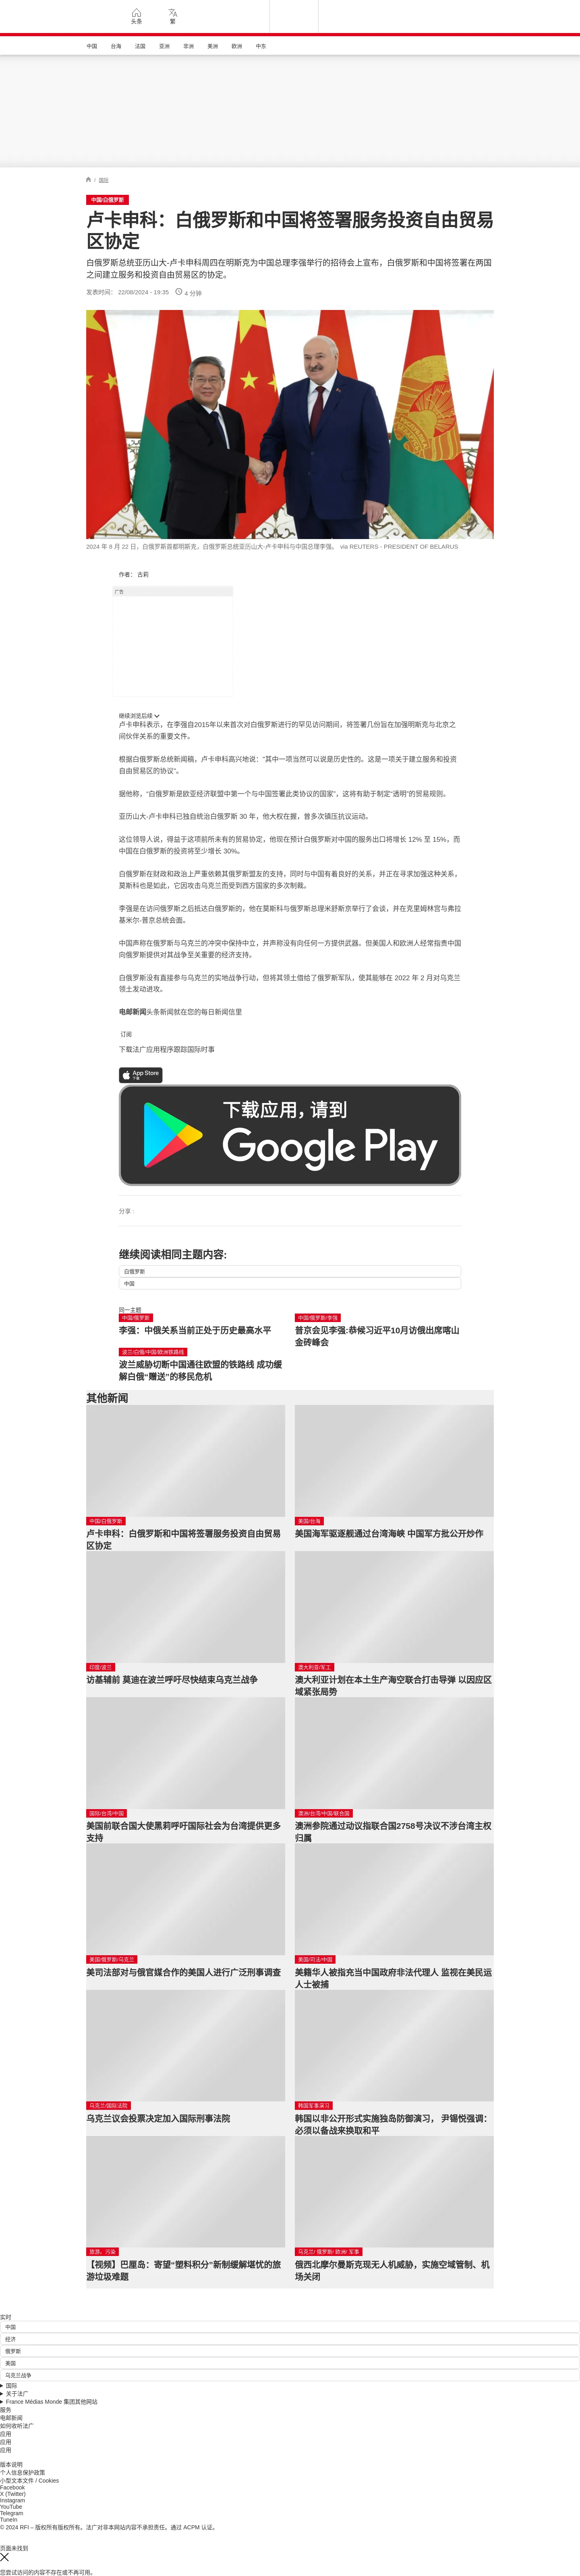 头条
繁
中国
台海
法国
亚洲
非洲
美洲
欧洲
中东
/ 国际
中国/白俄罗斯
卢卡申科：白俄罗斯和中国将签署服务投资自由贸易
区协定
白俄罗斯总统亚历山大-卢卡申科周四在明斯克为中国总理李强举行的招待会上宣布，白俄罗斯和中国将签署在两国
之间建立服务和投资自由贸易区的协定。
发表时间： 22/08/2024 - 19:35
4 分钟
2024 年 8 月 22 日，白俄罗斯首都明斯克，白俄罗斯总统亚历山大-卢卡申科与中国总理李强。 via REUTERS - PRESIDENT OF BELARUS
作者： 古莉
广告
继续浏览后续
卢卡申科表示，在李强自2015年以来首次对白俄罗斯进行的罕见访问期间，将签署几份旨在加强明斯克与北京之
间伙伴关系的重要文件。
根据白俄罗斯总统新闻稿，卢卡申科高兴地说：“其中一项当然可以说是历史性的。这是一项关于建立服务和投资
自由贸易区的协议”。
据他称，“白俄罗斯是欧亚经济联盟中第一个与中国签署此类协议的国家”，这将有助于制定“透明”的贸易规则。
亚历山大-卢卡申科已独自统治白俄罗斯 30 年，他大权在握，曾多次镇压抗议运动。
这位领导人说，得益于这项前所未有的贸易协定，他现在预计白俄罗斯对中国的服务出口将增长 12% 至 15%，而
中国在白俄罗斯的投资将至少增长 30%。
白俄罗斯在财政和政治上严重依赖其俄罗斯盟友的支持，同时与中国有着良好的关系，并正在寻求加强这种关系，
莫斯科也是如此，它因攻击乌克兰而受到西方国家的多次制裁。
李强是在访问俄罗斯之后抵达白俄罗斯的，他在莫斯科与俄罗斯总理米舒斯京举行了会谈，并在克里姆林宫与弗拉
基米尔-普京总统会面。
中国声称在俄罗斯与乌克兰的冲突中保持中立，并声称没有向任何一方提供武器。但美国人和欧洲人经常指责中国
向俄罗斯提供对其战争至关重要的经济支持。
白俄罗斯没有直接参与乌克兰的实地战争行动，但将其领土借给了俄罗斯军队，使其能够在 2022 年 2 月对乌克兰
领土发动进攻。
电邮新闻头条新闻就在您的每日新闻信里
订阅
下载法广应用程序跟踪国际时事
App Store
下载
下载应用，请到
Google Play
分享 :
继续阅读相同主题内容:
白俄罗斯
中国
同一主题
中国/俄罗斯
李强：中俄关系当前正处于历史最高水平
中国/俄罗斯/李强
普京会见李强:恭候习近平10月访俄出席喀山
金砖峰会
波兰/白俄/中国/欧洲铁路线
波兰威胁切断中国通往欧盟的铁路线 成功缓
解白俄“赠送”的移民危机
其他新闻
中国/白俄罗斯
卢卡申科：白俄罗斯和中国将签署服务投资自由贸易
区协定
美国/台海
美国海军驱逐舰通过台湾海峡 中国军方批公开炒作
印度/波兰
访基辅前 莫迪在波兰呼吁尽快结束乌克兰战争
澳大利亚/军工
澳大利亚计划在本土生产海空联合打击导弹 以因应区
域紧张局势
国际/台湾/中国
美国前联合国大使黑莉呼吁国际社会为台湾提供更多
支持
澳洲/台湾/中国/联合国
澳洲参院通过动议指联合国2758号决议不涉台湾主权
归属
美国/俄罗斯/乌克兰
美司法部对与俄官媒合作的美国人进行广泛刑事调查
美国/司法/中国
美籍华人被指充当中国政府非法代理人 监视在美民运
人士被捕
乌克兰/国际法院
乌克兰议会投票决定加入国际刑事法院
韩国军事演习
韩国以非公开形式实施独岛防御演习， 尹锡悦强调：
必须以备战来换取和平
旅游、污染
【视频】巴厘岛：寄望“塑料积分”新制缓解堪忧的旅
游垃圾难题
乌克兰/ 俄罗斯/ 欧洲/ 军事
俄西北摩尔曼斯克现无人机威胁，实施空域管制、机
场关闭
实时
中国
经济
俄罗斯
美国
乌克兰战争
国际
关于法广
France Médias Monde 集团其他网站
服务
电邮新闻
如何收听法广
应用
应用
应用
版本说明
个人信息保护政策
小型文本文件 / Cookies
Facebook
X (Twitter)
Instagram
YouTube
Telegram
TuneIn
© 2024 RFI – 版权所有版权所有。法广对非本网站内容不承担责任。通过 ACPM 认证。
页面未找到
您尝试访问的内容不存在或不再可用。